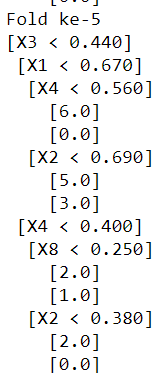 [0.0]
Fold ke-5
[X3 < 0.440]
 [X1 < 0.670]
  [X4 < 0.560]
   [6.0]
   [0.0]
  [X2 < 0.690]
   [5.0]
   [3.0]
 [X4 < 0.400]
  [X8 < 0.250]
   [2.0]
   [1.0]
  [X2 < 0.380]
   [2.0]
   [0.0]